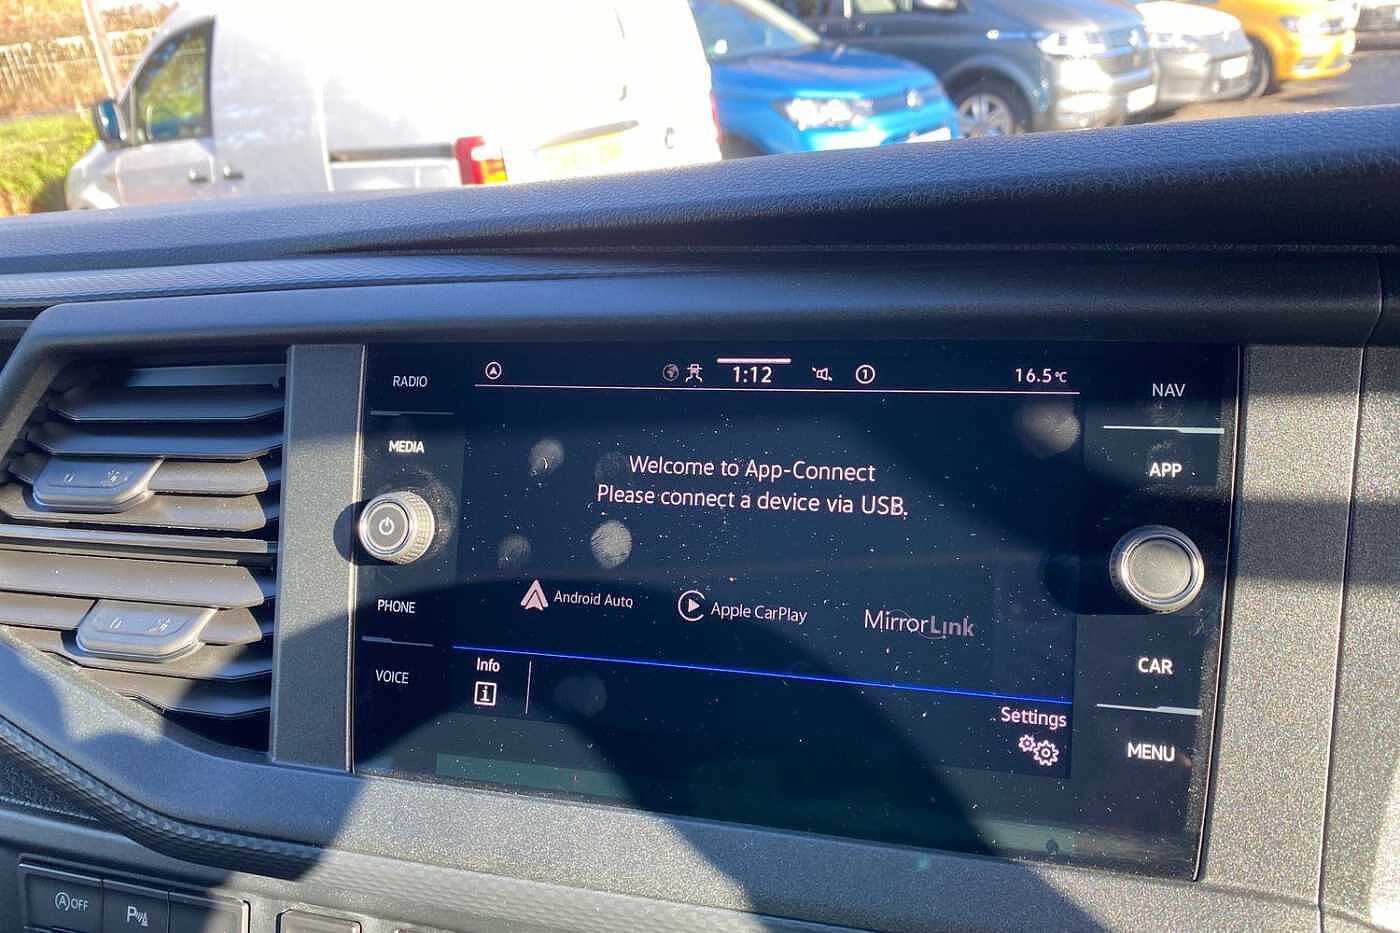 RADIO
MEDIA
PHONE
VOICE
1:12
1
16.5°C
Welcome to App-Connect
Please connect a device via USB.
Android Auto
Apple CarPlay
MirrorLink
Info
i
Settings
NAV
APP
CAR
MENU
A OFF
P